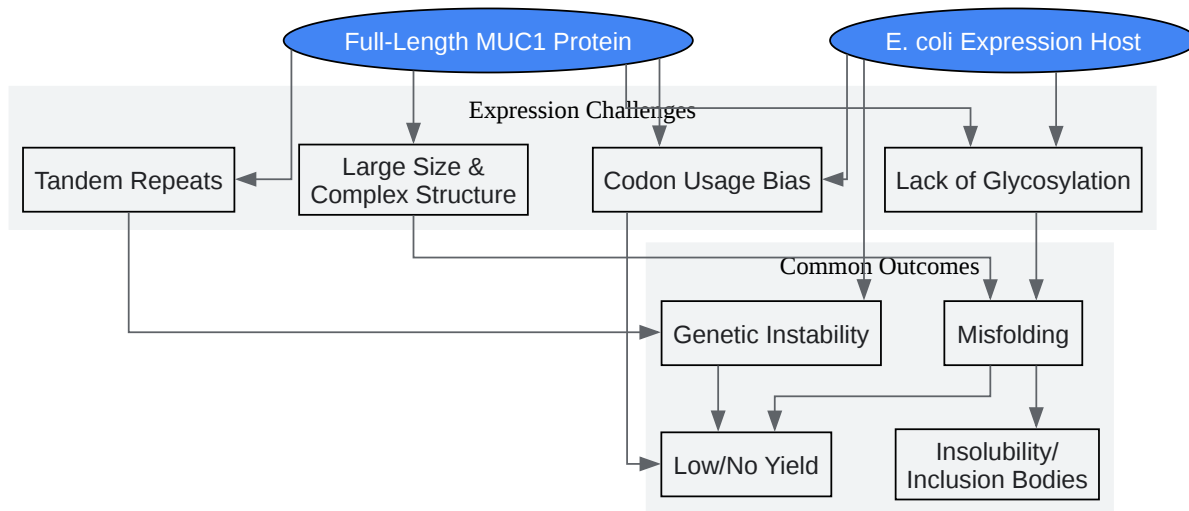 Full-Length MUC1 Protein
E. coli Expression Host
Expression Challenges
Tandem Repeats
Large Size &
Complex Structure
Codon Usage Bias
Lack of Glycosylation
Common Outcomes
Genetic Instability
Misfolding
Low/No Yield
Insolubility/
Inclusion Bodies